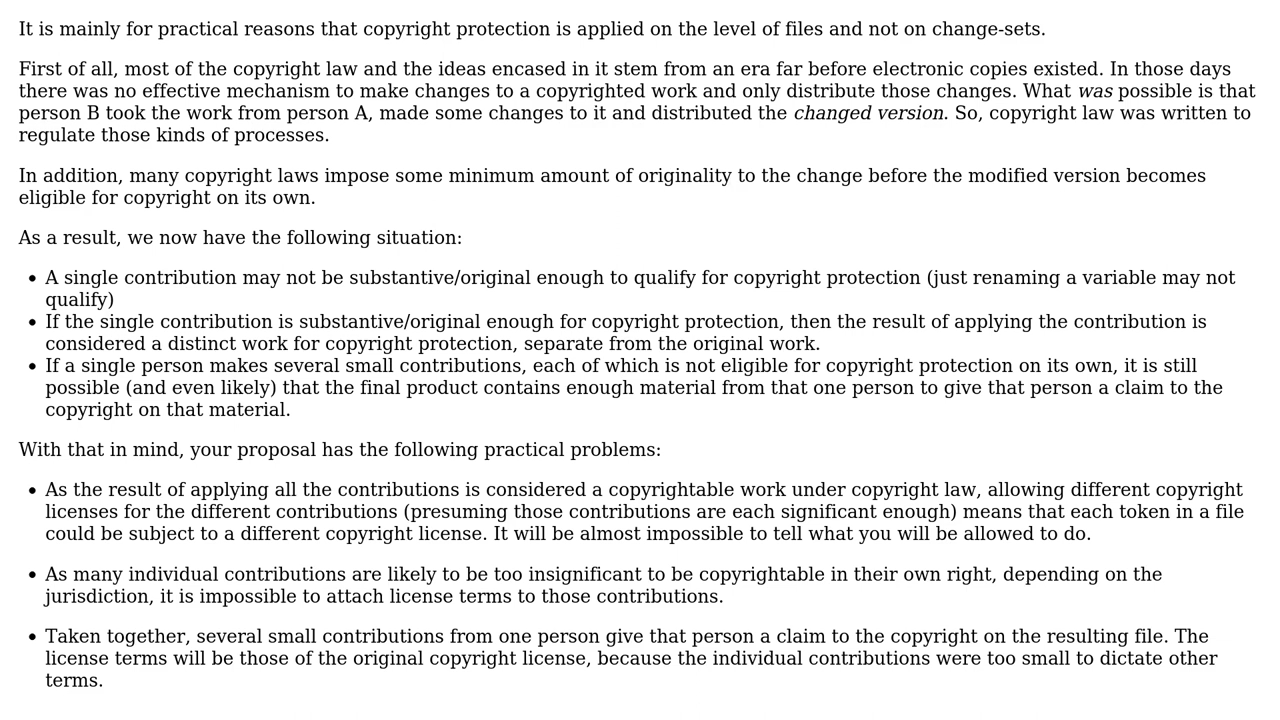 It is mainly for practical reasons that copyright protection is applied on the level of files and not on change-sets.
First of all, most of the copyright law and the ideas encased in it stem from an era far before electronic copies existed. In those days
there was no effective mechanism to make changes to a copyrighted work and only distribute those changes. What was possible is that
person B took the work from person A, made some changes to it and distributed the changed version. So, copyright law was written to
regulate those kinds of processes.
In addition, many copyright laws impose some minimum amount of originality to the change before the modified version becomes
eligible for copyright on its own.
As a result, we now have the following situation:
• A single contribution may not be substantive/original enough to qualify for copyright protection (just renaming a variable may not
qualify)
• If the single contribution is substantive/original enough for copyright protection, then the result of applying the contribution is
considered a distinct work for copyright protection, separate from the original work.
• If a single person makes several small contributions, each of which is not eligible for copyright protection on its own, it is still
possible (and even likely) that the final product contains enough material from that one person to give that person a claim to the
copyright on that material.
With that in mind, your proposal has the following practical problems:
• As the result of applying all the contributions is considered a copyrightable work under copyright law, allowing different copyright
licenses for the different contributions (presuming those contributions are each significant enough) means that each token in a file
could be subject to a different copyright license. It will be almost impossible to tell what you will be allowed to do.
• As many individual contributions are likely to be too insignificant to be copyrightable in their own right, depending on the
jurisdiction, it is impossible to attach license terms to those contributions.
• Taken together, several small contributions from one person give that person a claim to the copyright on the resulting file. The
license terms will be those of the original copyright license, because the individual contributions were too small to dictate other
terms.